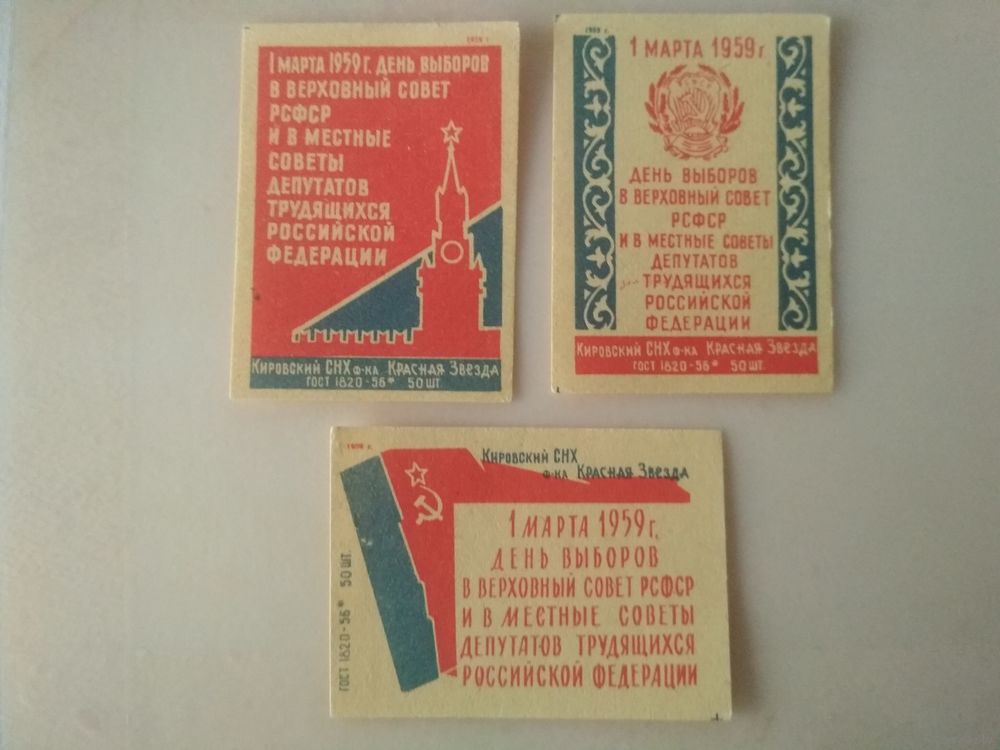 1959 г.
1 МАРТА 1959 г. ДЕНЬ ВЫБОРОВ
В ВЕРХОВНЫЙ СОВЕТ
РСФСР
И В МЕСТНЫЕ
СОВЕТЫ
ДЕПУТАТОВ
ТРУДЯЩИХСЯ
РОССИЙСКОЙ
ФЕДЕРАЦИИ
КИРОВСКИЙ СНХ Ф-КА КРАСНАЯ ЗВЕЗДА
ГОСТ 1820-56* 50 ШТ.
1959 г.
1 МАРТА 1959 г.
ДЕНЬ ВЫБОРОВ
В ВЕРХОВНЫЙ СОВЕТ
РСФСР
И В МЕСТНЫЕ СОВЕТЫ
ДЕПУТАТОВ
ТРУДЯЩИХСЯ
РОССИЙСКОЙ
ФЕДЕРАЦИИ
КИРОВСКИЙ СНХ Ф-КА КРАСНАЯ ЗВЕЗДА
ГОСТ 1820-56* 50 ШТ.
1959 г.
КИРОВСКИЙ СНХ
Ф-КА КРАСНАЯ ЗВЕЗДА
1 МАРТА 1959 г.
ДЕНЬ ВЫБОРОВ
В ВЕРХОВНЫЙ СОВЕТ РСФСР
И В МЕСТНЫЕ СОВЕТЫ
ДЕПУТАТОВ ТРУДЯЩИХСЯ
РОССИЙСКОЙ ФЕДЕРАЦИИ
ГОСТ 1820-56* 50 ШТ.